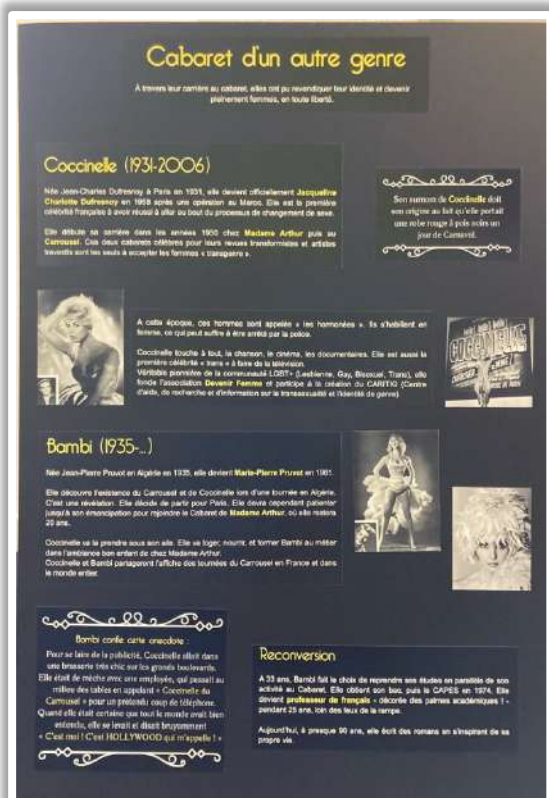 Cabaret d'un autre genre
À travers leur carrière au cabaret, elles ont pu revendiquer leur identité et devenir
pleinement femmes, en toute liberté.
Coccinelle (1931-2006)
Née Jean-Charles Dufresnoy à Paris en 1931, elle devient officiellement Jacqueline
Charlotte Dufresnoy en 1958 après une opération au Maroc. Elle est la première
célébrité française à avoir réussi à aller au bout du processus de changement de sexe.
Elle débute sa carrière dans les années 1950 chez Madame Arthur puis au
Carrousel. Ces deux cabarets célèbres pour leurs revues transformistes et artistes
travestis sont les seuls à accepter les femmes « transgenre ».
Son surnom de Coccinelle doit
son origine au fait qu'elle portait
une robe rouge à pois noirs un
jour de Carnaval.
A cette époque, ces hommes sont appelés « les hormonées ». Ils s'habillent en
femme, ce qui peut suffire à être arrêté par la police.
Coccinelle touche à tout, la chanson, le cinéma, les documentaires. Elle est aussi la
première célébrité « trans » à faire de la télévision.
Véritable pionnière de la communauté LGBT+ (Lesbienne, Gay, Bisexuel, Trans), elle
fonde l'association Devenir Femme et participe à la création du CARITIG (Centre
d'aide, de recherche et d'information sur la transsexualité et l'identité de genre)
COCCINELLE
Bambi (1935-...)
Née Jean-Pierre Pruvot en Algérie en 1935, elle devient Marie-Pierre Pruvot en 1961.
Elle découvre l'existence du Carrousel et de Coccinelle lors d'une tournée en Algérie.
C'est une révélation. Elle décide de partir pour Paris. Elle devra cependant patienter
jusqu'à son émancipation pour rejoindre le Cabaret de Madame Arthur, où elle restera
20 ans.
Coccinelle va la prendre sous son aile. Elle va loger, nourrir, et former Bambi au métier
dans l'ambiance bon enfant de chez Madame Arthur.
Coccinelle et Bambi partageront l'affiche des tournées du Carrousel en France et dans
le monde entier.
Bambi confie cette anecdote :
Pour se faire de la publicité, Coccinelle allait dans
une brasserie très chic sur les grands boulevards.
Elle était de mèche avec une employée, qui passait au
milieu des tables en appelant « Coccinelle du
Carrousel » pour un prétendu coup de téléphone.
Quand elle était certaine que tout le monde avait bien
entendu, elle se levait et disait bruyamment
« C'est moi ! C'est HOLLYWOOD qui m'appelle ! »
Reconversion
A 33 ans, Bambi fait le choix de reprendre ses études en parallèle de son
activité au Cabaret. Elle obtient son bac, puis le CAPES en 1974. Elle
devient professeur de français - décorée des palmes académiques ! -
pendant 25 ans, loin des feux de la rampe.
Aujourd'hui, à presque 90 ans, elle écrit des romans en s'inspirant de sa
propre vie.